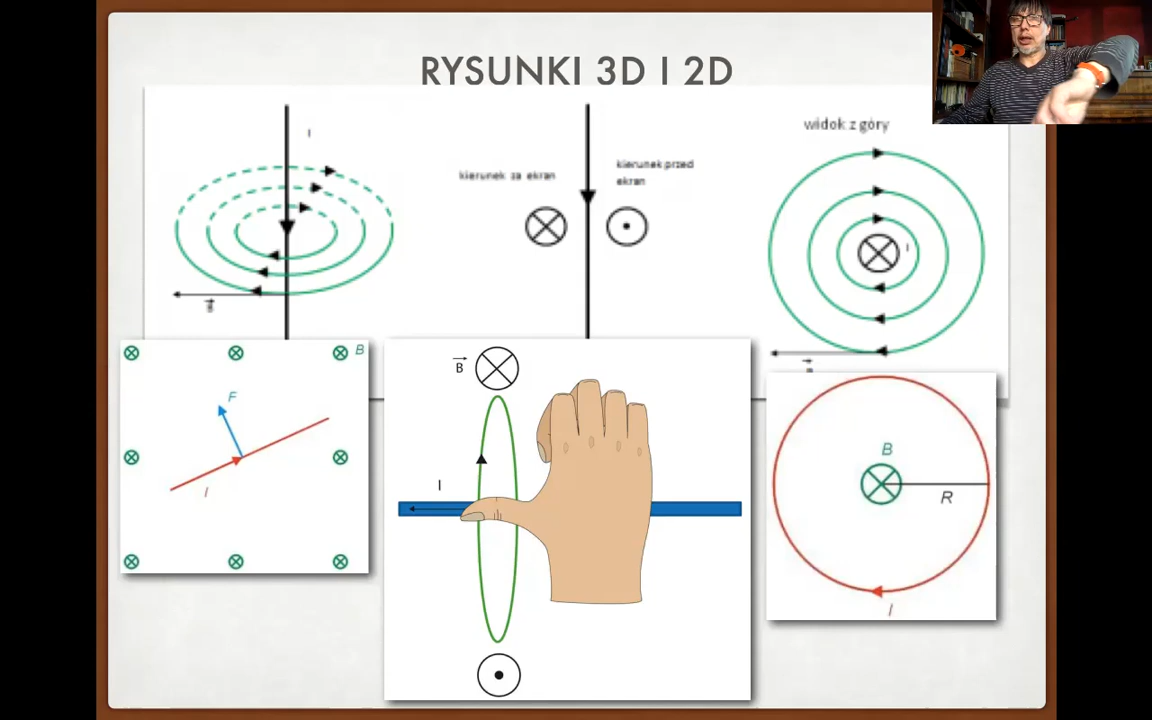 RYSUNKI 3D I 2D
I
B
kierunek za ekran
kierunek przed
ekran
widok z góry
I
B
F
I
B
I
B
R
I